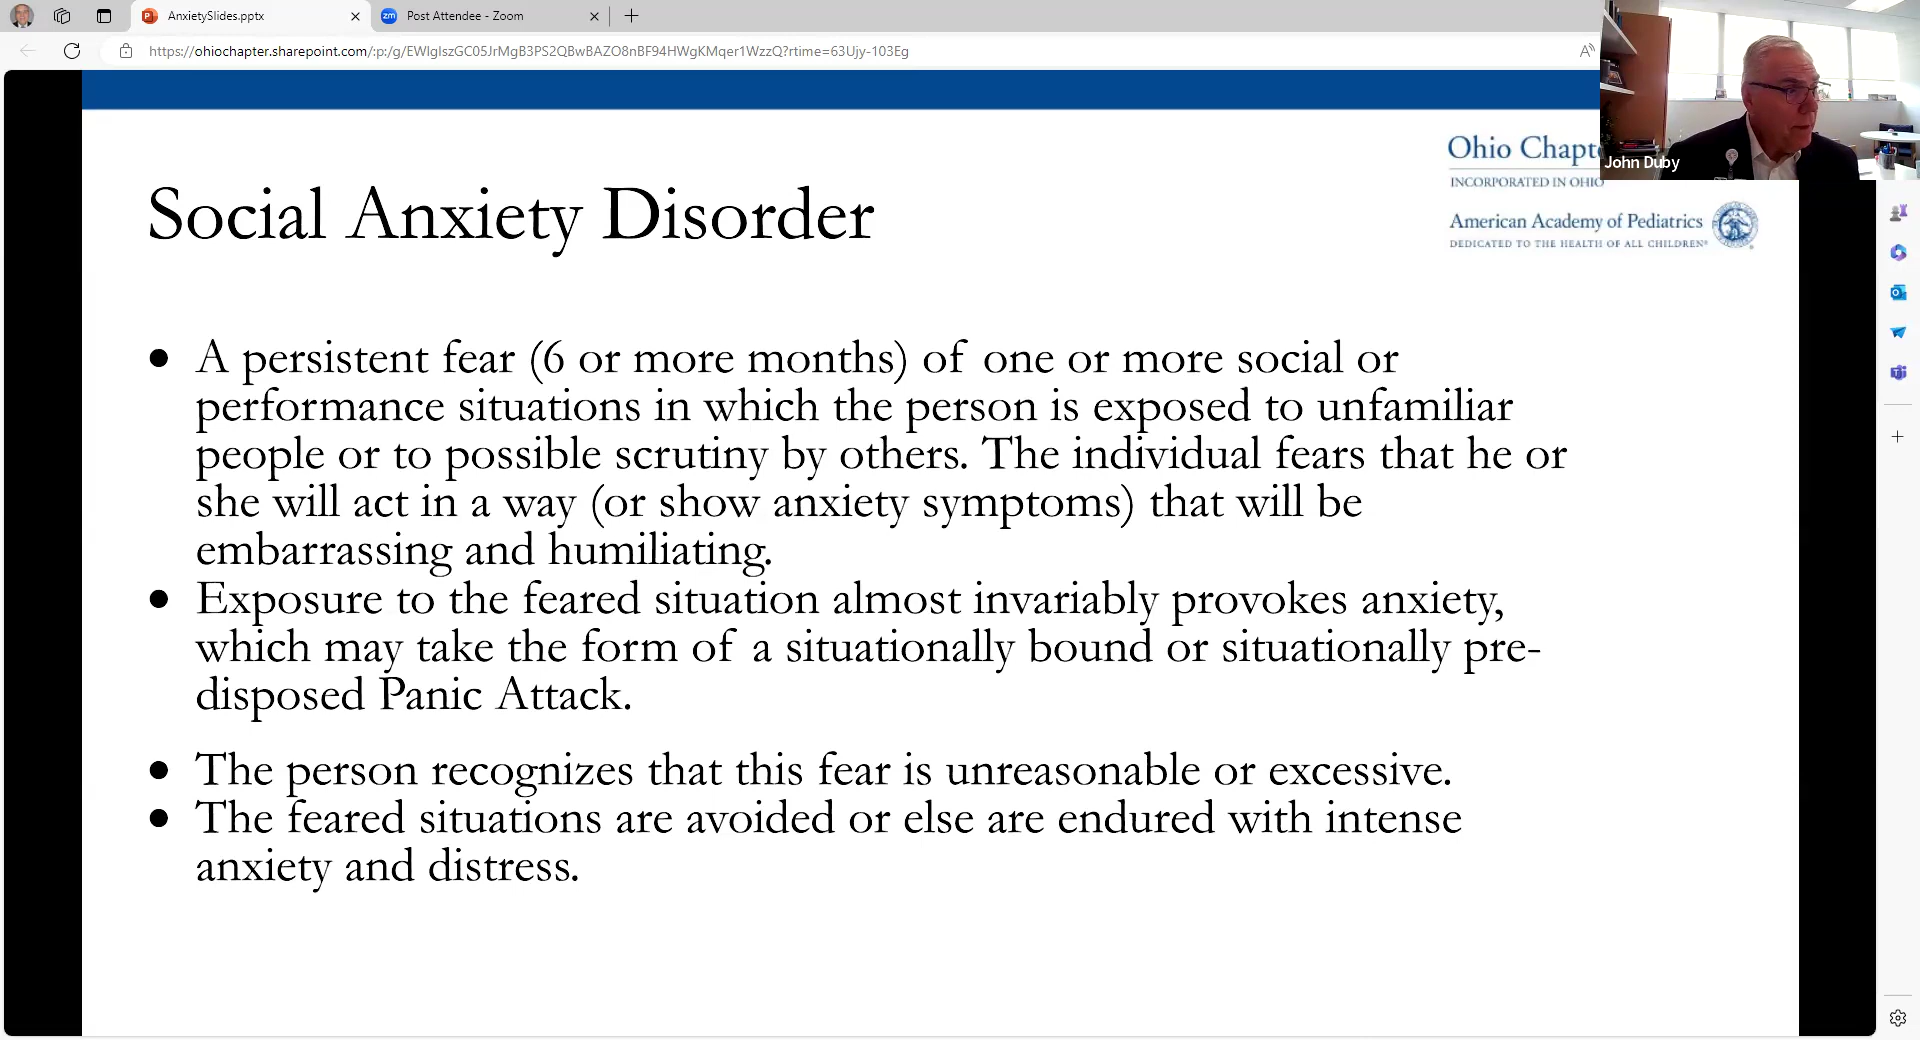 AnxietySlides.pptx
Post Attendee - Zoom
https://ohiochapter.sharepoint.com/:p:/g/EWIgIszGC05JrMgB3PS2QBwBAZO8nBF94HWgKMqer1WzzQ?rtime=63Ujy-103Eg
John Duby
Ohio Chapt
INCORPORATED IN OHIO
American Academy of Pediatrics
DEDICATED TO THE HEALTH OF ALL CHILDREN®
Social Anxiety Disorder
● A persistent fear (6 or more months) of one or more social or
performance situations in which the person is exposed to unfamiliar
people or to possible scrutiny by others. The individual fears that he or
she will act in a way (or show anxiety symptoms) that will be
embarrassing and humiliating.
● Exposure to the feared situation almost invariably provokes anxiety,
which may take the form of a situationally bound or situationally pre-
disposed Panic Attack.
● The person recognizes that this fear is unreasonable or excessive.
● The feared situations are avoided or else are endured with intense
anxiety and distress.